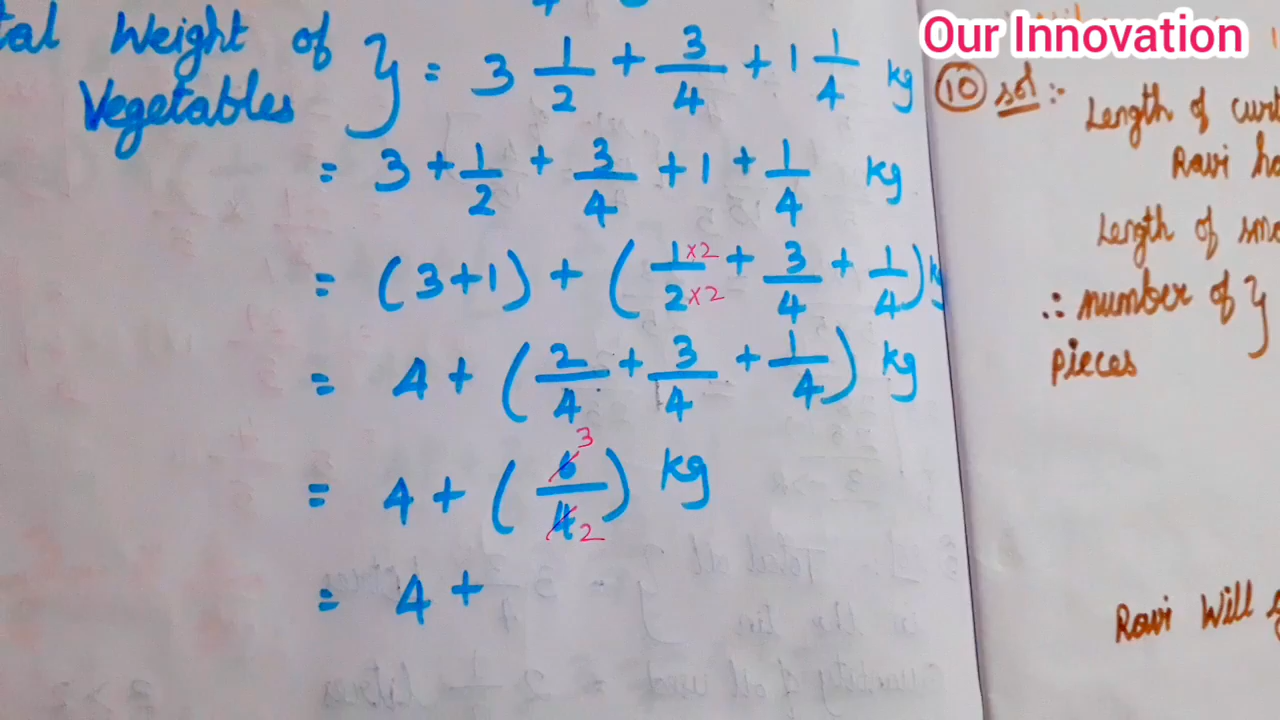 Our Innovation
tal Weight of
Vegetables } = 3 1/2 + 3/4 + 1 1/4 kg
= 3 + 1/2 + 3/4 + 1 + 1/4 kg
= (3+1) + (1×2/2×2 + 3/4 + 1/4) kg
= 4 + (2/4 + 3/4 + 1/4) kg
= 4 + (6/4) kg 3 2
= 4 +
10 sol :-
Length of
Ravi
Length of
∴ number of }
pieces
Ravi Will